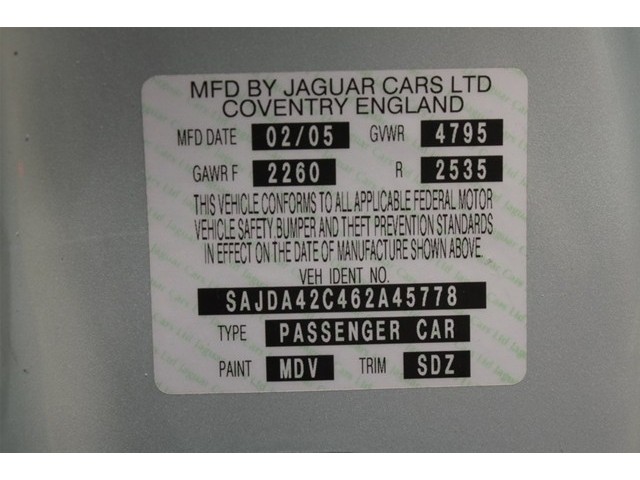 MFD BY JAGUAR CARS LTD
COVENTRY ENGLAND
MFD DATE 02/05 GVWR 4795
GAWR F 2260 R 2535
THIS VEHICLE CONFORMS TO ALL APPLICABLE FEDERAL MOTOR
VEHICLE SAFETY BUMPER AND THEFT PREVENTION STANDARDS
IN EFFECT ON THE DATE OF MANUFACTURE SHOWN ABOVE
VEH IDENT NO.
SAJDA42C462A45778
TYPE PASSENGER CAR
PAINT MDV TRIM SDZ